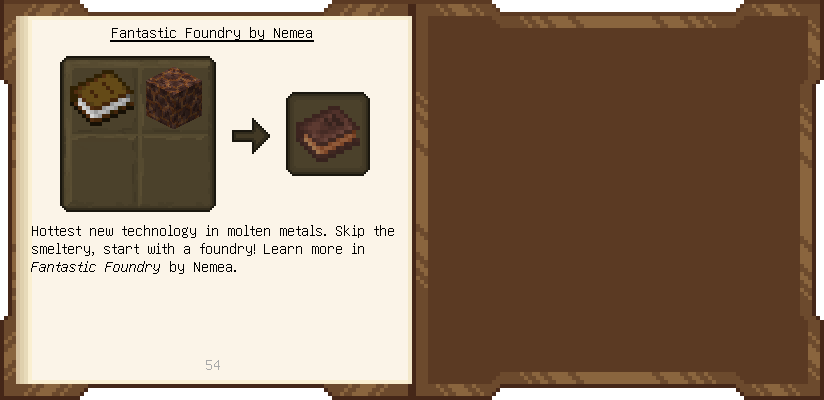 Fantastic Foundry by Nemea
Hottest new technology in molten metals. Skip the
smeltery, start with a foundry! Learn more in
Fantastic Foundry by Nemea.
54